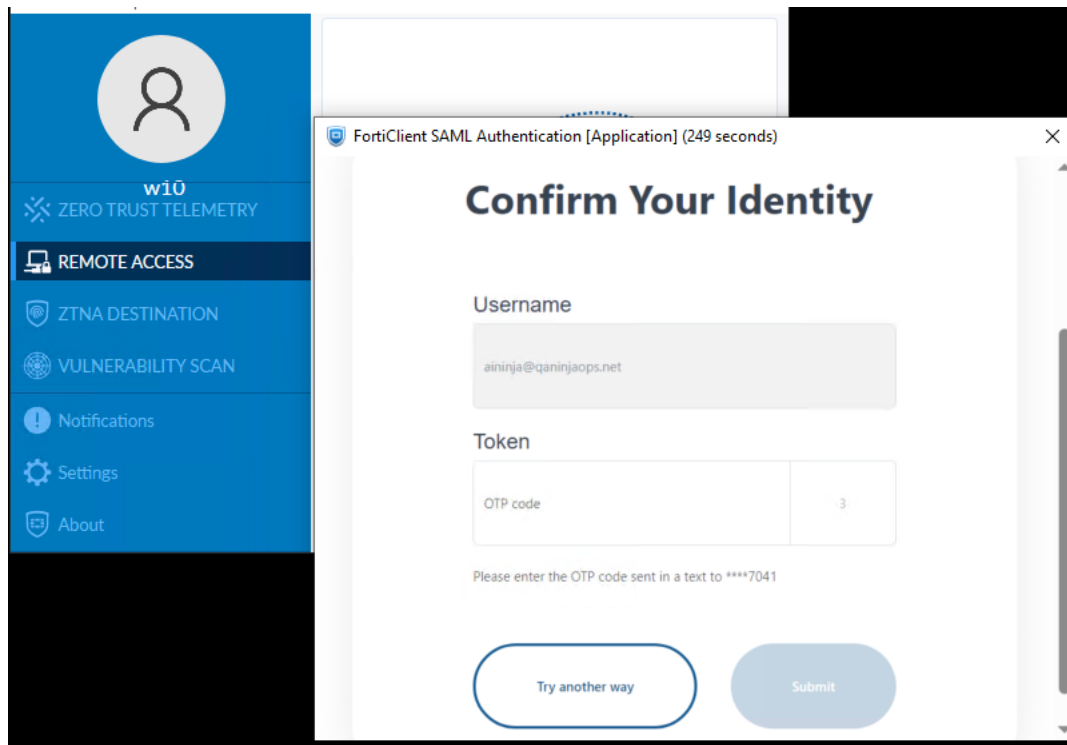 FortiClient SAML Authentication [Application] (249 seconds)
wiŌ
ZERO TRUST TELEMETRY
REMOTE ACCESS
ZTNA DESTINATION
VULNERABILITY SCAN
Notifications
Settings
About
Confirm Your Identity
Username
aininja@qaninjaops.net
Token
OTP code
3
Please enter the OTP code sent in a text to ****7041
Try another way
Submit